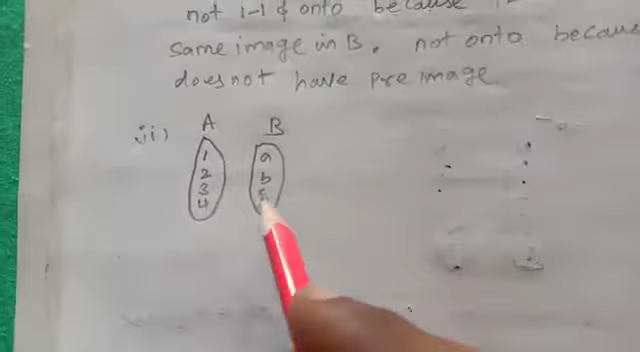 not 1-1 & onto because
same image in B. not onto because
does not have pre image.
ii) A B
1 a
2 b
3
4